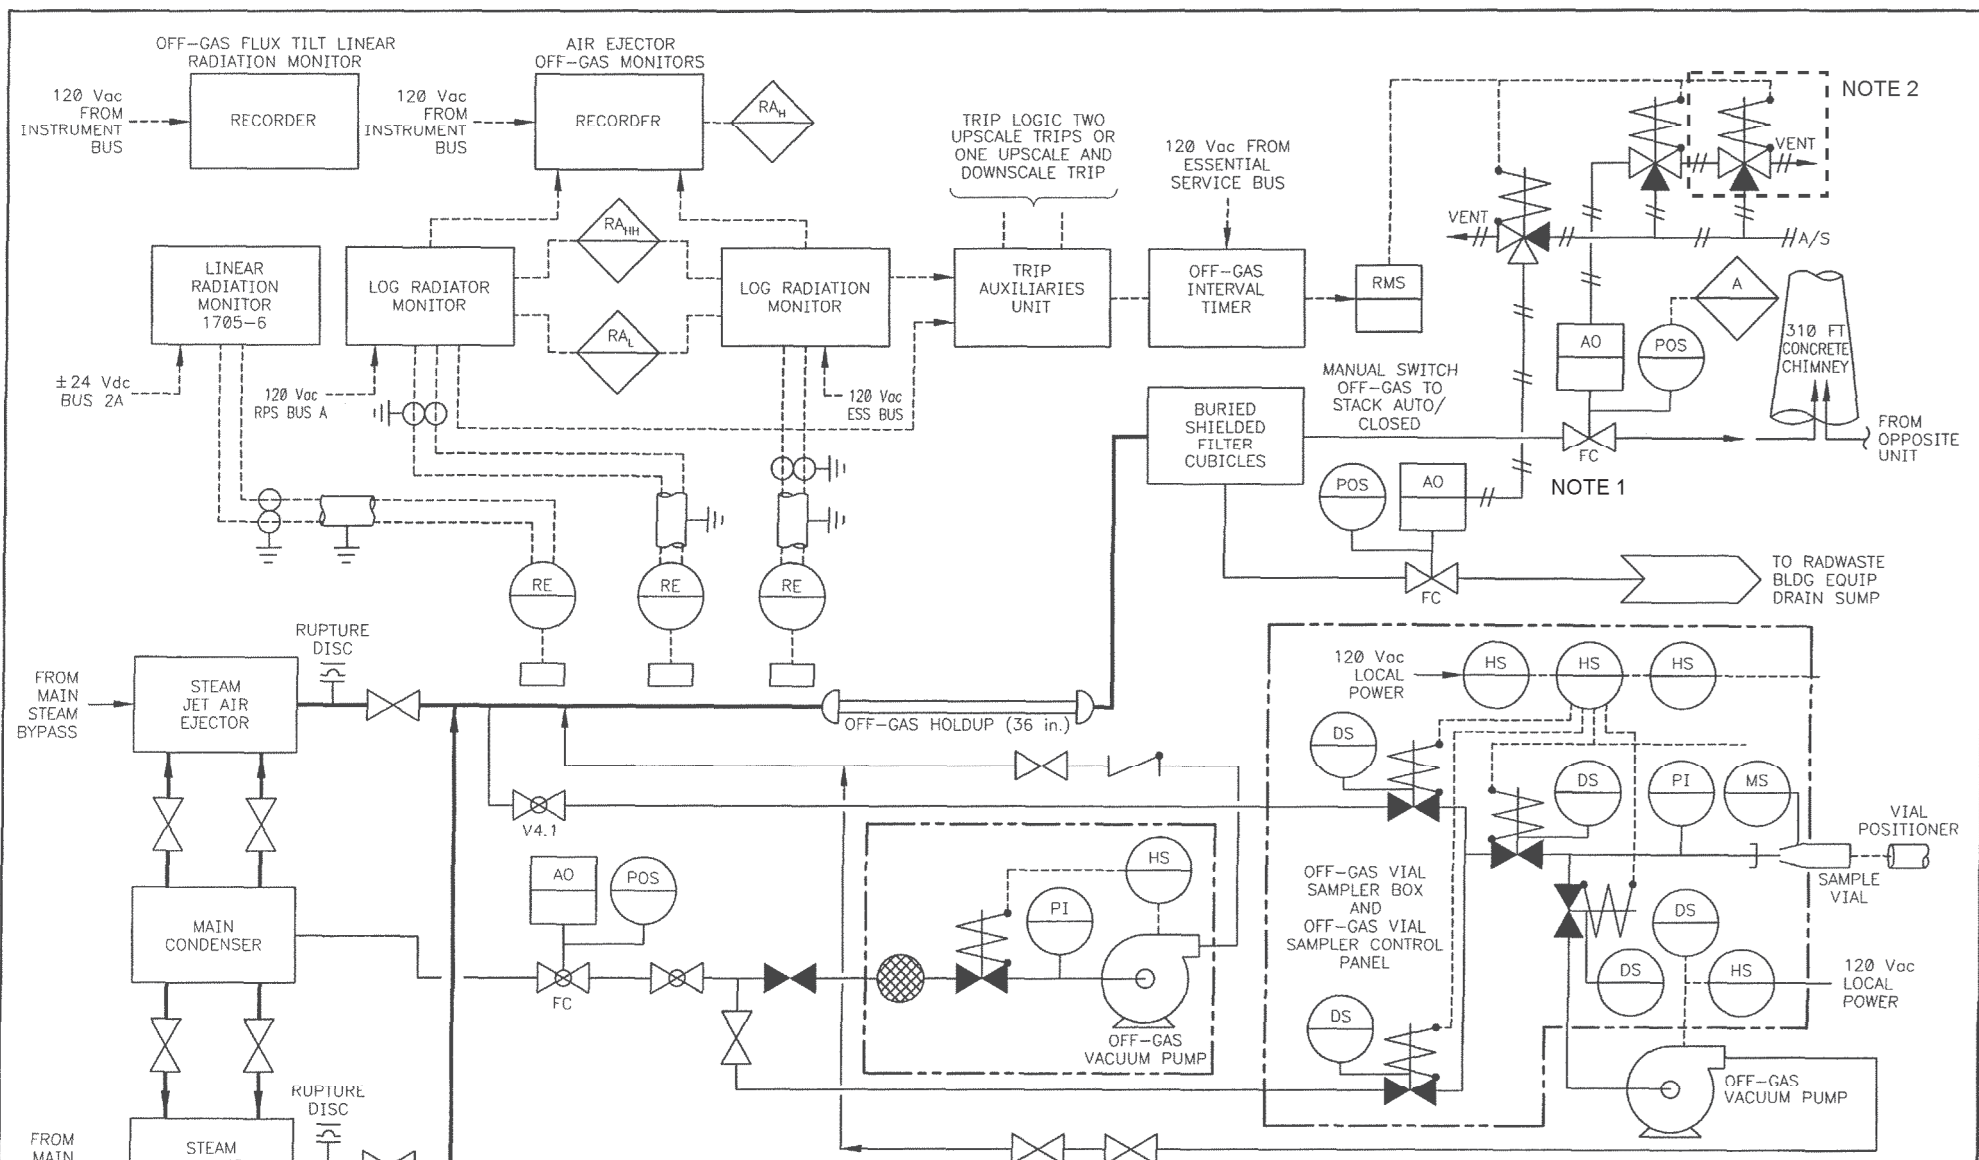 OFF-GAS FLUX TILT LINEAR
RADIATION MONITOR
AIR EJECTOR
OFF-GAS MONITORS
120 Vac
FROM
INSTRUMENT
BUS
RECORDER
120 Vac
FROM
INSTRUMENT
BUS
RECORDER
RAH
TRIP LOGIC TWO
UPSCALE TRIPS OR
ONE UPSCALE AND
DOWNSCALE TRIP
120 Vac FROM
ESSENTIAL
SERVICE BUS
NOTE 2
VENT
VENT
A/S
LINEAR
RADIATION
MONITOR
1705-6
LOG RADIATOR
MONITOR
RAHH
RAL
LOG RADIATION
MONITOR
TRIP
AUXILIARIES
UNIT
OFF-GAS
INTERVAL
TIMER
RMS
A
AO
POS
310 FT
CONCRETE
CHIMNEY
±24 Vdc
BUS 2A
120 Vac
RPS BUS A
120 Vac
ESS BUS
MANUAL SWITCH
OFF-GAS TO
STACK AUTO/
CLOSED
BURIED
SHIELDED
FILTER
CUBICLES
FC
FROM
OPPOSITE
UNIT
POS
AO
NOTE 1
FC
TO RADWASTE
BLDG EQUIP
DRAIN SUMP
RE
RE
RE
RUPTURE
DISC
FROM
MAIN
STEAM
BYPASS
STEAM
JET AIR
EJECTOR
OFF-GAS HOLDUP (36 in.)
120 Vac
LOCAL
POWER
HS
HS
HS
DS
DS
PI
MS
V4.1
VIAL
POSITIONER
SAMPLE
VIAL
AO
POS
HS
PI
OFF-GAS VIAL
SAMPLER BOX
AND
OFF-GAS VIAL
SAMPLER CONTROL
PANEL
DS
DS
HS
120 Vac
LOCAL
POWER
MAIN
CONDENSER
FC
OFF-GAS
VACUUM PUMP
DS
OFF-GAS
VACUUM PUMP
RUPTURE
DISC
FROM
MAIN
STEAM